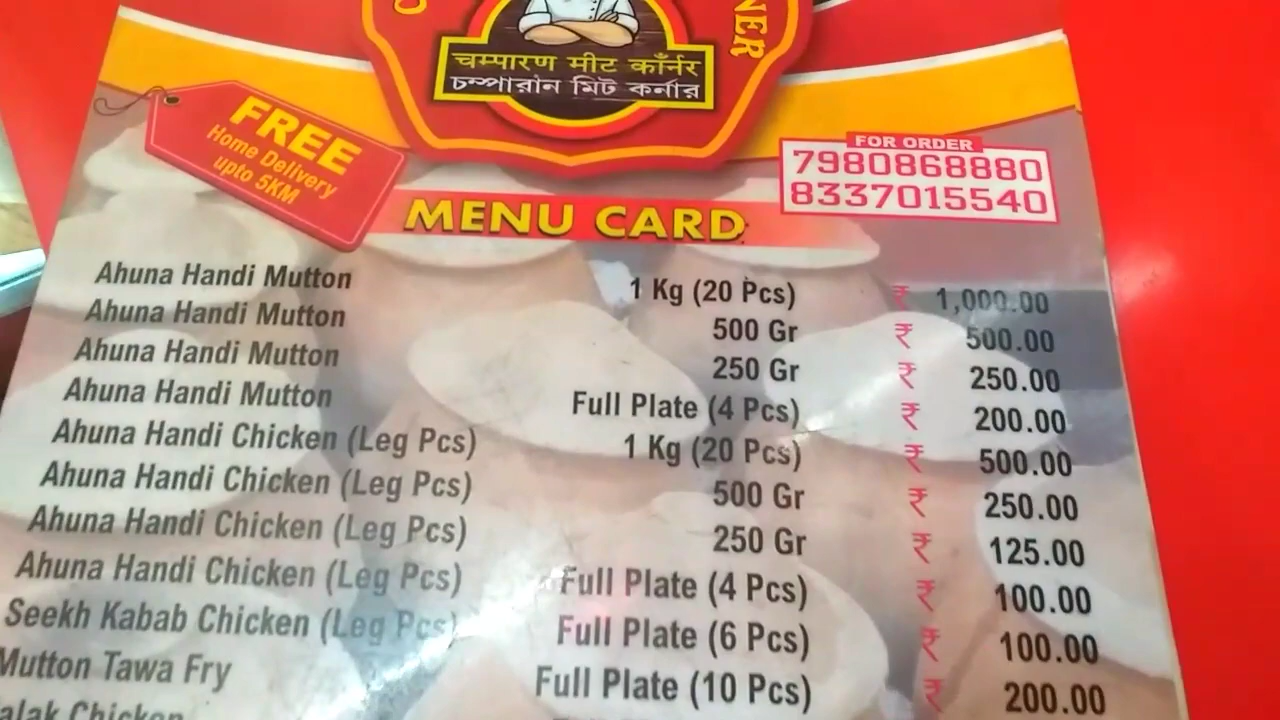 NER
चम्पारण मीट कॉर्नर
চম্পারান মিট কর্নার
FREE
Home Delivery
upto 5KM
FOR ORDER
7980868880
8337015540
MENU CARD
Ahuna Handi Mutton 1 Kg (20 Pcs) ₹ 1,000.00
Ahuna Handi Mutton 500 Gr ₹ 500.00
Ahuna Handi Mutton 250 Gr ₹ 250.00
Ahuna Handi Mutton Full Plate (4 Pcs) ₹ 200.00
Ahuna Handi Chicken (Leg Pcs) 1 Kg (20 Pcs) ₹ 500.00
Ahuna Handi Chicken (Leg Pcs) 500 Gr ₹ 250.00
Ahuna Handi Chicken (Leg Pcs) 250 Gr ₹ 125.00
Ahuna Handi Chicken (Leg Pcs) Full Plate (4 Pcs) ₹ 100.00
Seekh Kabab Chicken (Leg Pcs) Full Plate (6 Pcs) ₹ 100.00
Mutton Tawa Fry Full Plate (10 Pcs) ₹ 200.00
alak Chicken